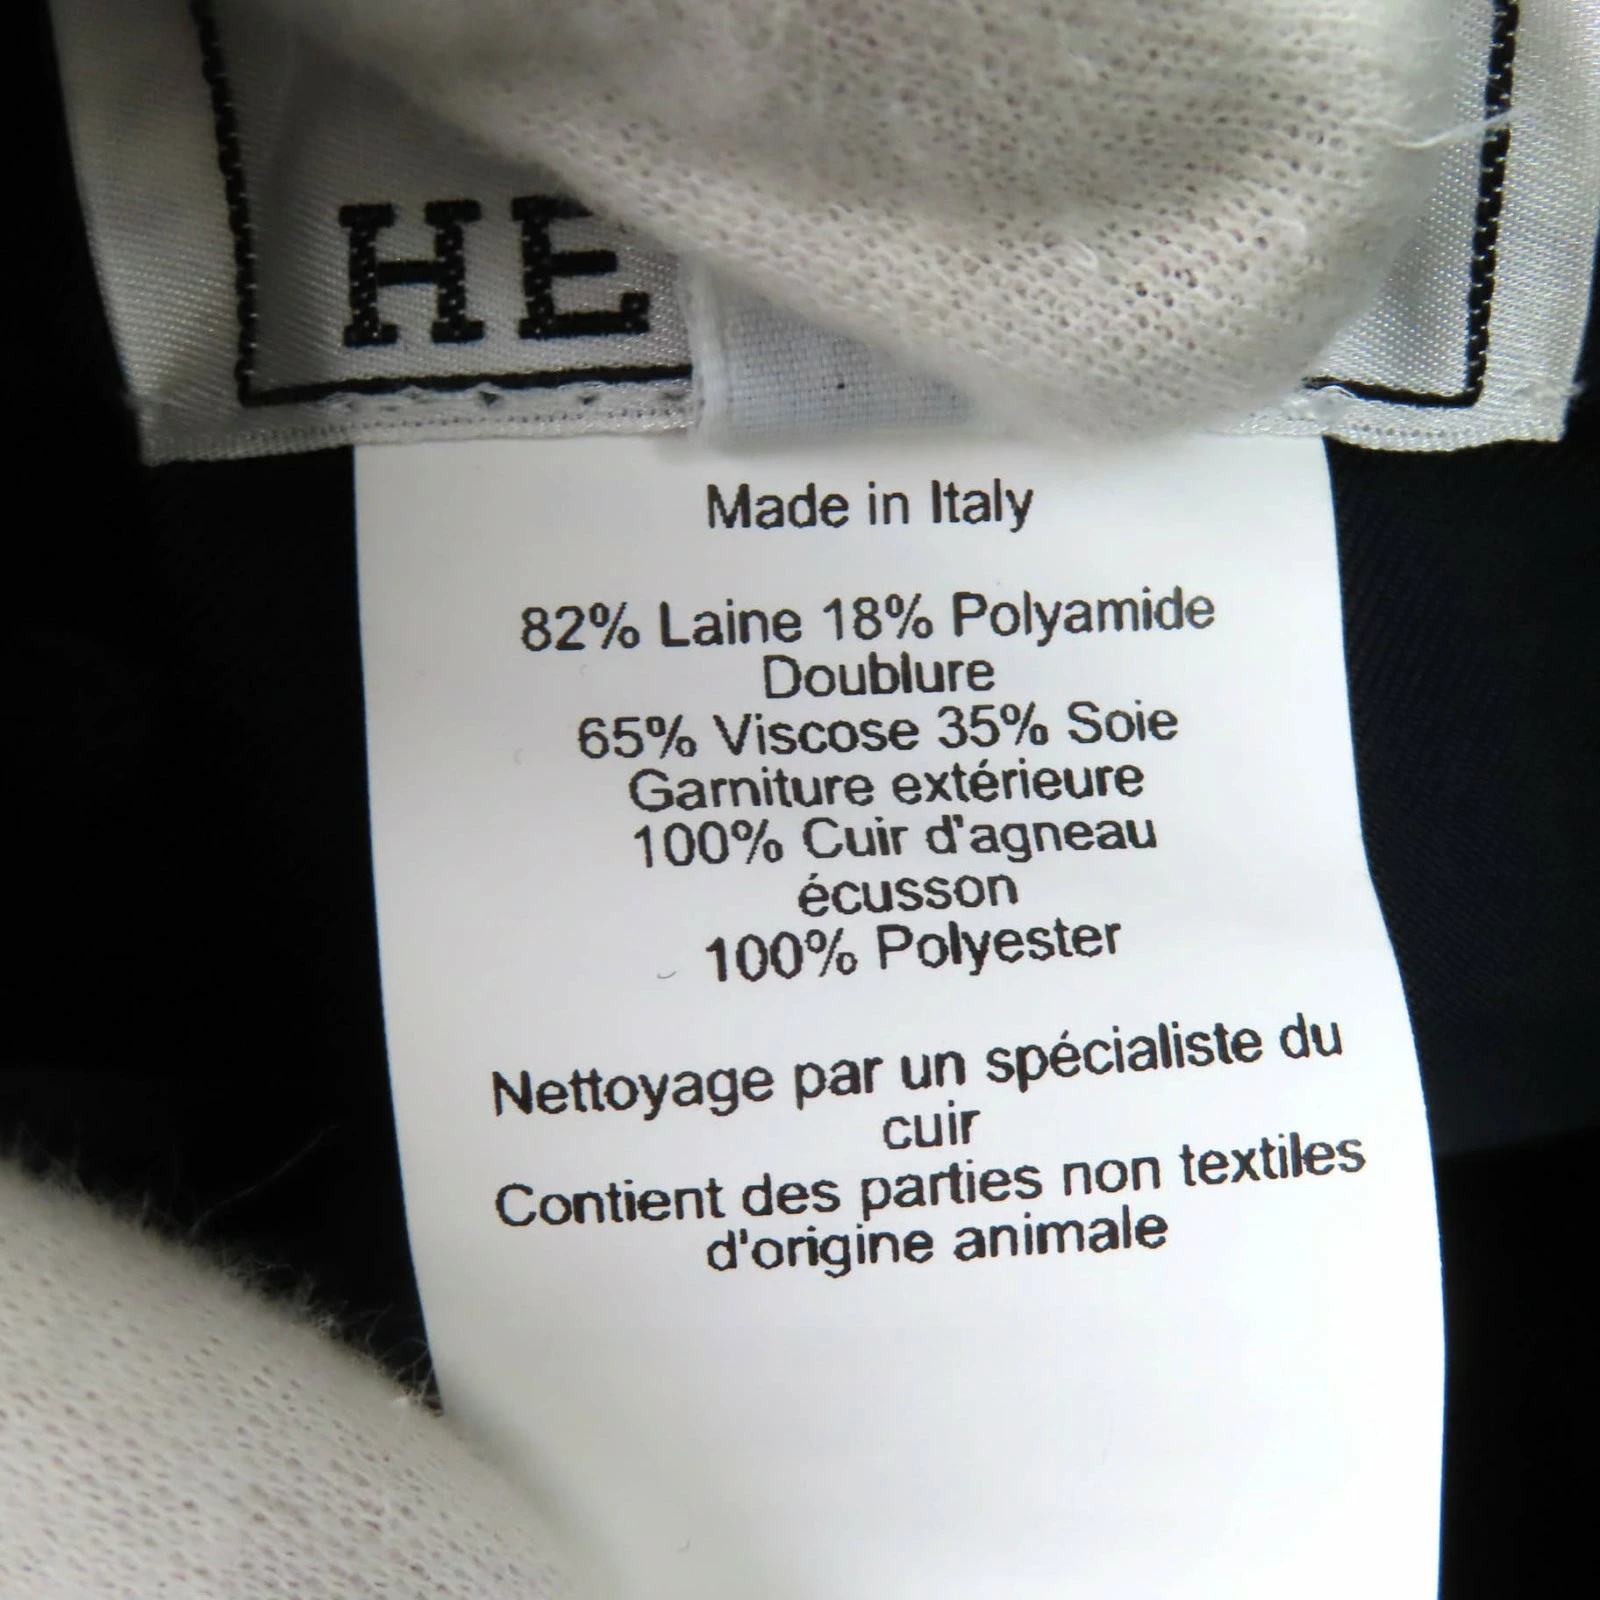 HE
Made in Italy
82% Laine 18% Polyamide
Doublure
65% Viscose 35% Soie
Garniture extérieure
100% Cuir d'agneau
écusson
100% Polyester
Nettoyage par un spécialiste du
cuir
Contient des parties non textiles
d'origine animale